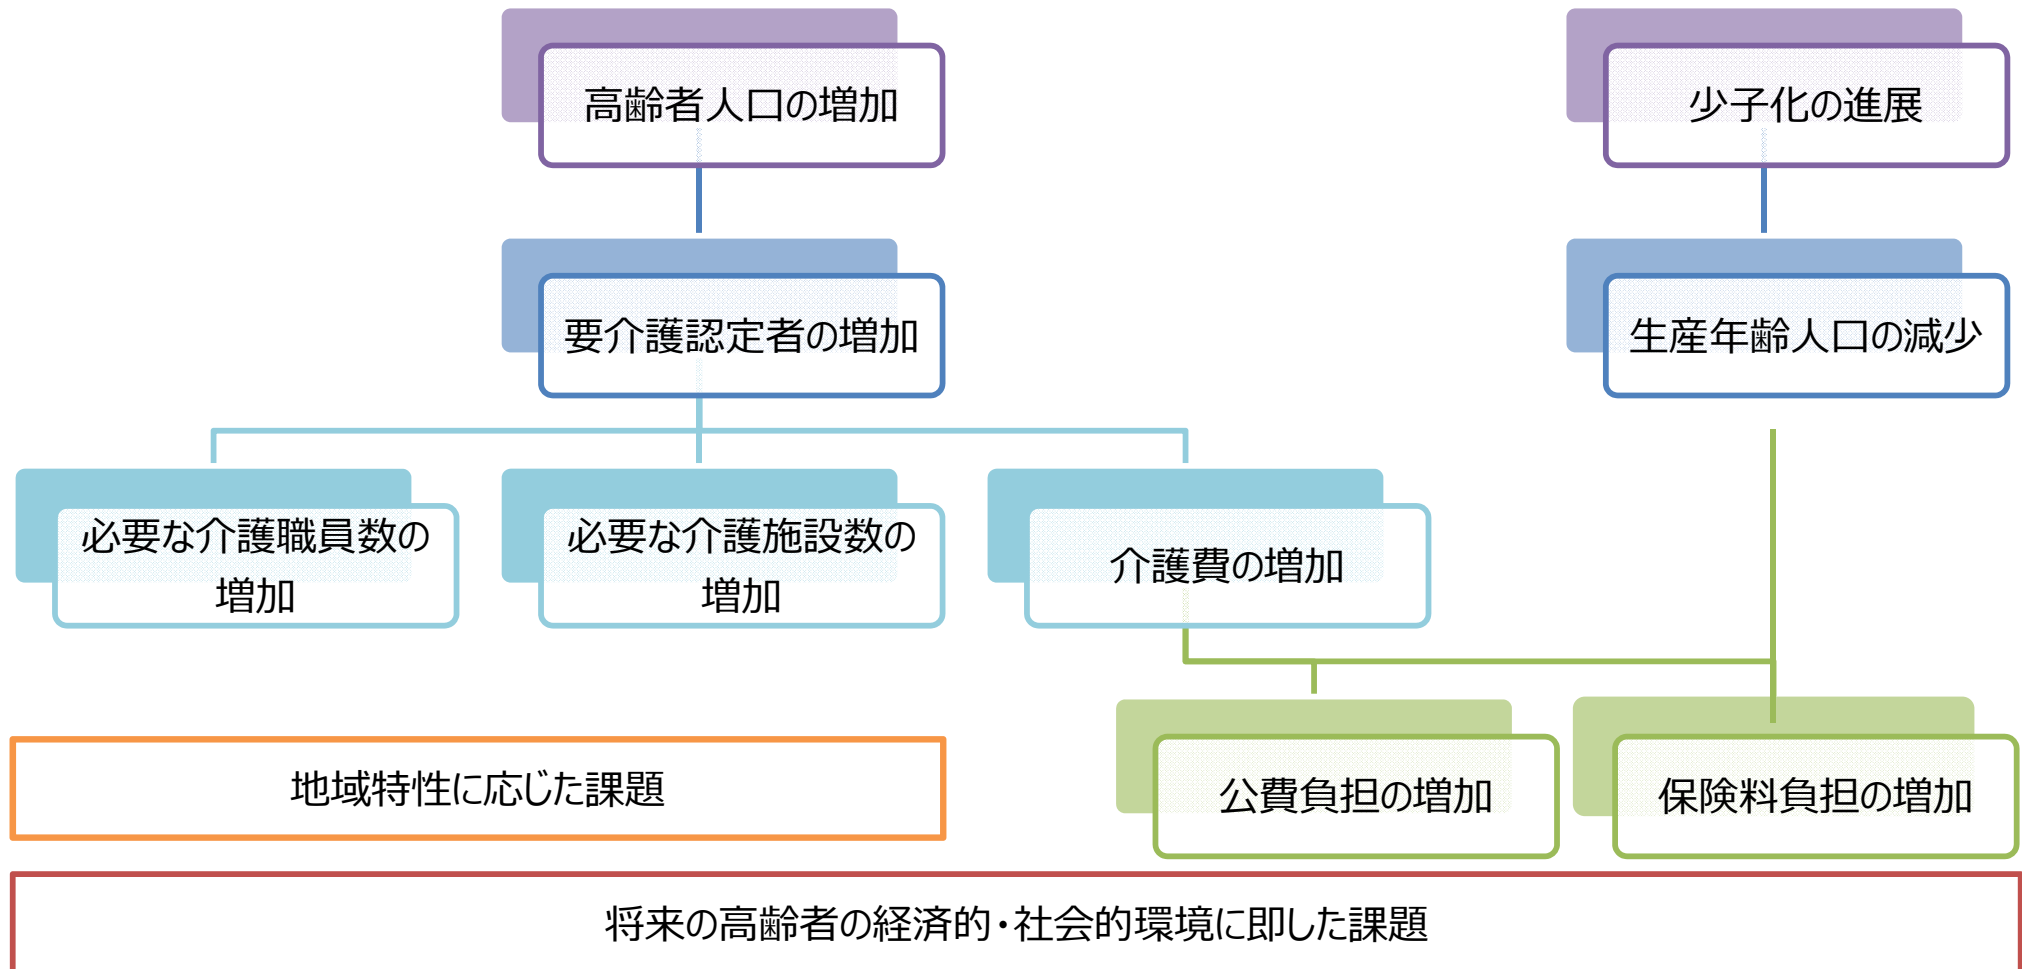 高齢者人口の増加
少子化の進展
要介護認定者の増加
生産年齢人口の減少
必要な介護職員数の
増加
必要な介護施設数の
増加
介護費の増加
公費負担の増加
保険料負担の増加
地域特性に応じた課題
将来の高齢者の経済的・社会的環境に即した課題